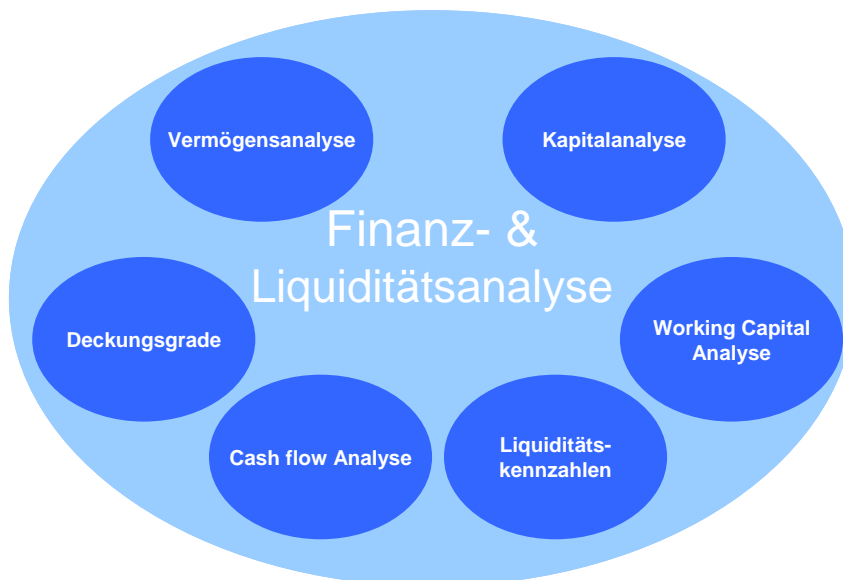 Vermögensanalyse
Kapitalanalyse
Finanz- &
Liquiditätsanalyse
Deckungsgrade
Working Capital
Analyse
Cash flow Analyse
Liquiditäts-
kennzahlen